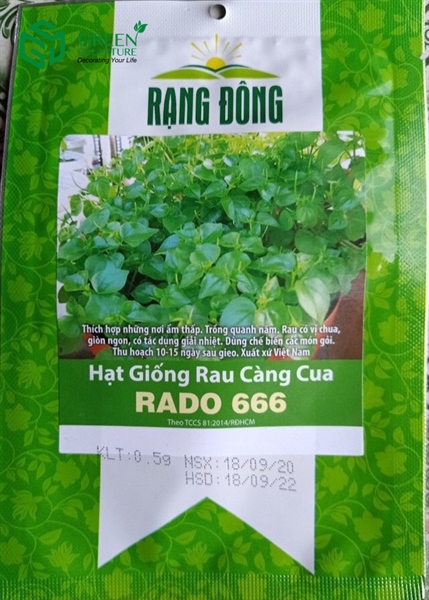 GREEN
Decorating Your Life
RẠNG ĐÔNG
Thích hợp những nơi ẩm thấp. Trồng quanh năm. Rau có vị chua,
giòn ngon, có tác dụng giải nhiệt. Dùng chế biến các món gỏi.
Thu hoạch 10-15 ngày sau gieo. Xuất xứ Việt Nam
Hạt Giống Rau Càng Cua
RADO 666
Theo TCCS 81:2014/RĐHCM
KLT:0.5g NSX:18/09/20
HSD:18/09/22